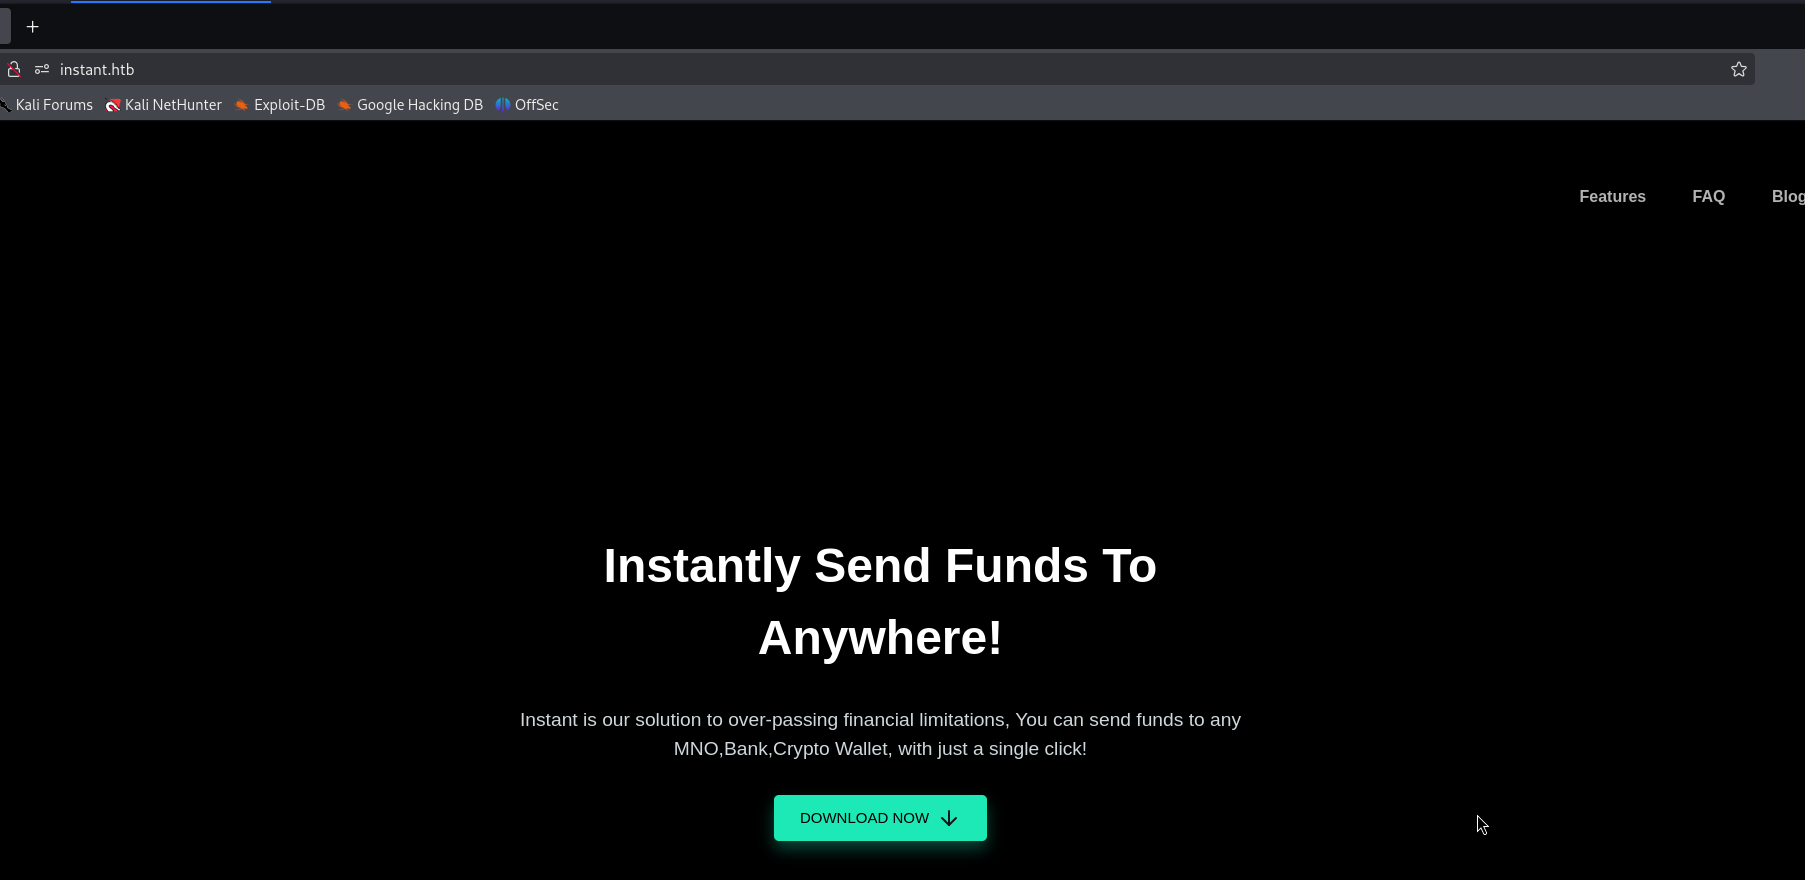 +
instant.htb
Kali Forums Kali NetHunter Exploit-DB Google Hacking DB OffSec
Features FAQ Blog
Instantly Send Funds To
Anywhere!
Instant is our solution to over-passing financial limitations, You can send funds to any
MNO,Bank,Crypto Wallet, with just a single click!
DOWNLOAD NOW